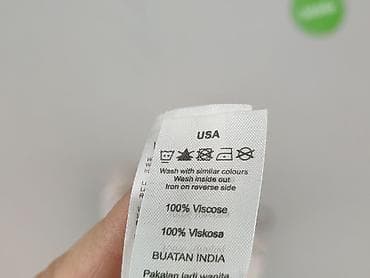 USA
Wash with similar colours
Wash inside out
Iron on reverse side
100% Viscose
100% Viskosa
BUATAN INDIA
Pakaian jadi wanita